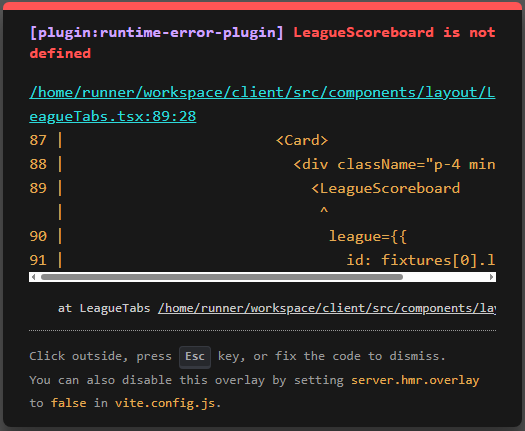 [plugin:runtime-error-plugin] LeagueScoreboard is not
defined
/home/runner/workspace/client/src/components/layout/L
eagueTabs.tsx:89:28
87 |                        <Card>
88 |                          <div className="p-4 min
89 |                            <LeagueScoreboard
   |                             ^
90 |                              league={{
91 |                                id: fixtures[0].l
at LeagueTabs /home/runner/workspace/client/src/components/lay
Click outside, press Esc key, or fix the code to dismiss.
You can also disable this overlay by setting server.hmr.overlay
to false in vite.config.js.